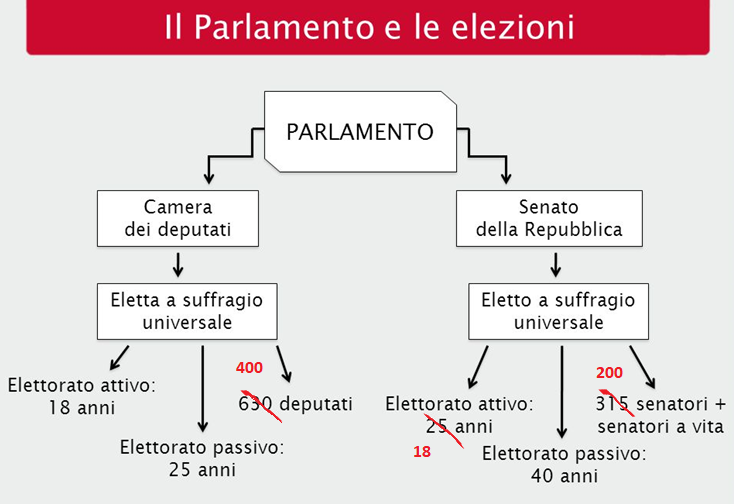 Il Parlamento e le elezioni
PARLAMENTO
Camera
dei deputati
Senato
della Repubblica
Eletta a suffragio
universale
Eletto a suffragio
universale
Elettorato attivo:
18 anni
Elettorato passivo:
25 anni
400
630 deputati
Elettorato attivo:
25 anni
18
Elettorato passivo:
40 anni
200
315 senatori +
senatori a vita